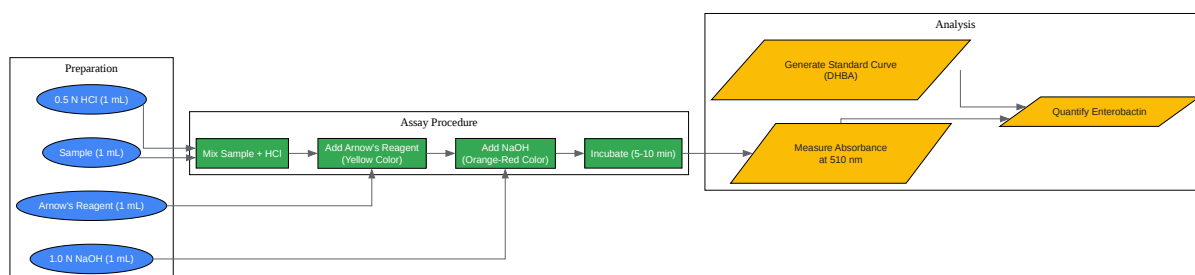 Preparation
0.5 N HCl (1 mL)
Sample (1 mL)
Arnow's Reagent (1 mL)
1.0 N NaOH (1 mL)
Assay Procedure
Mix Sample + HCl
Add Arnow's Reagent
(Yellow Color)
Add NaOH
(Orange-Red Color)
Incubate (5-10 min)
Analysis
Generate Standard Curve
(DHBA)
Measure Absorbance
at 510 nm
Quantify Enterobactin